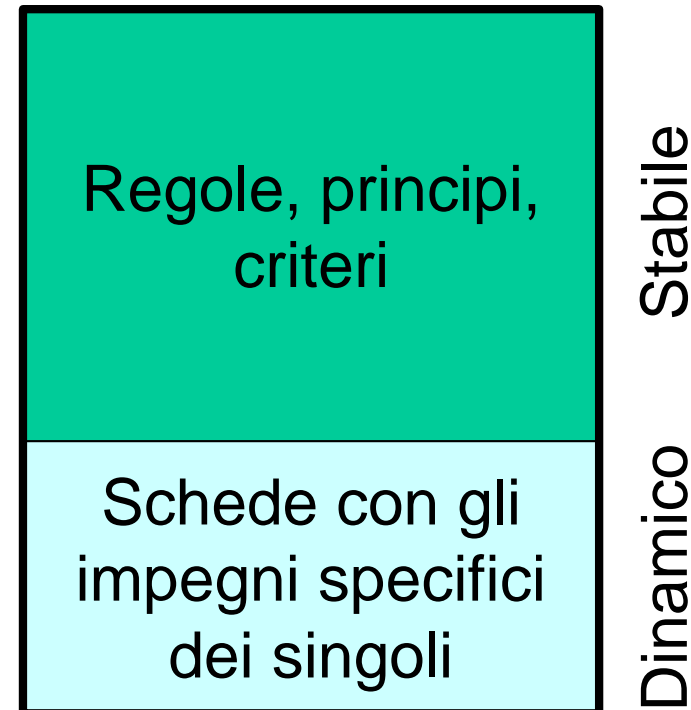 Regole, principi,
criteri
Stabile
Schede con gli
impegni specifici
dei singoli
Dinamico